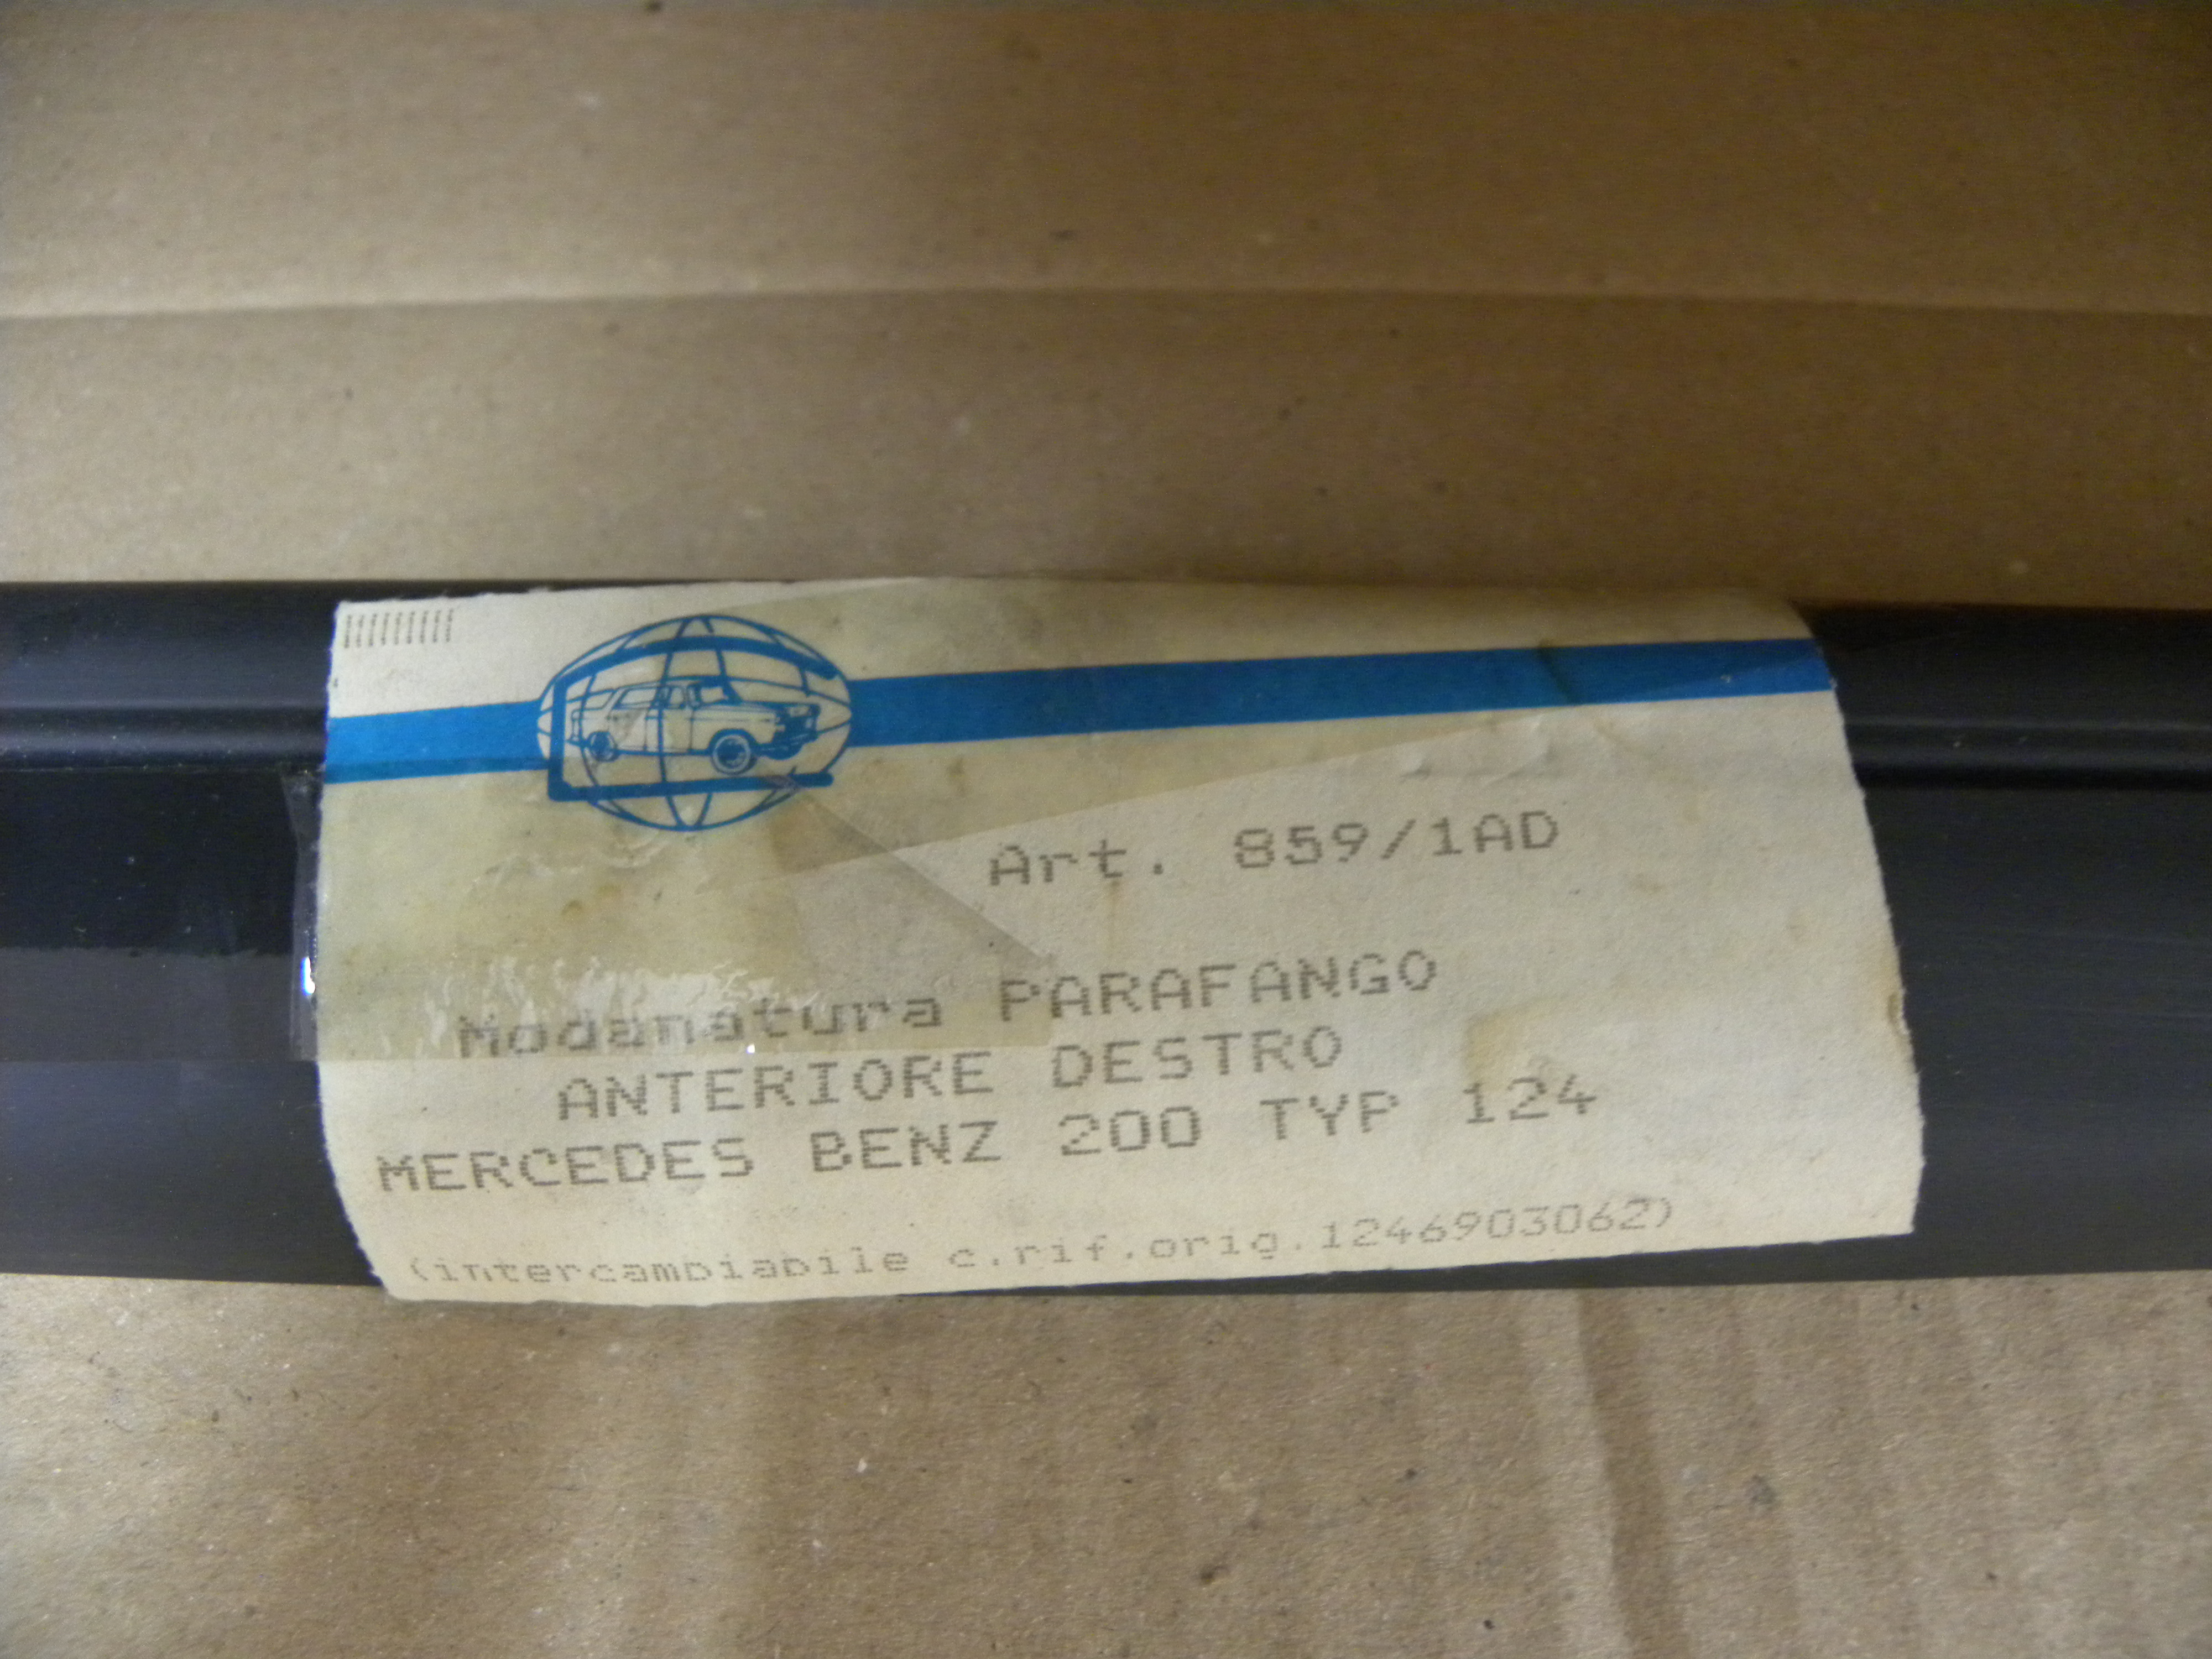 Art. 859/1AD
Modanatura PARAFANGO
ANTERIORE DESTRO
MERCEDES BENZ 200 TYP 124
(intercambiabile c.rif.orig.1246903062)